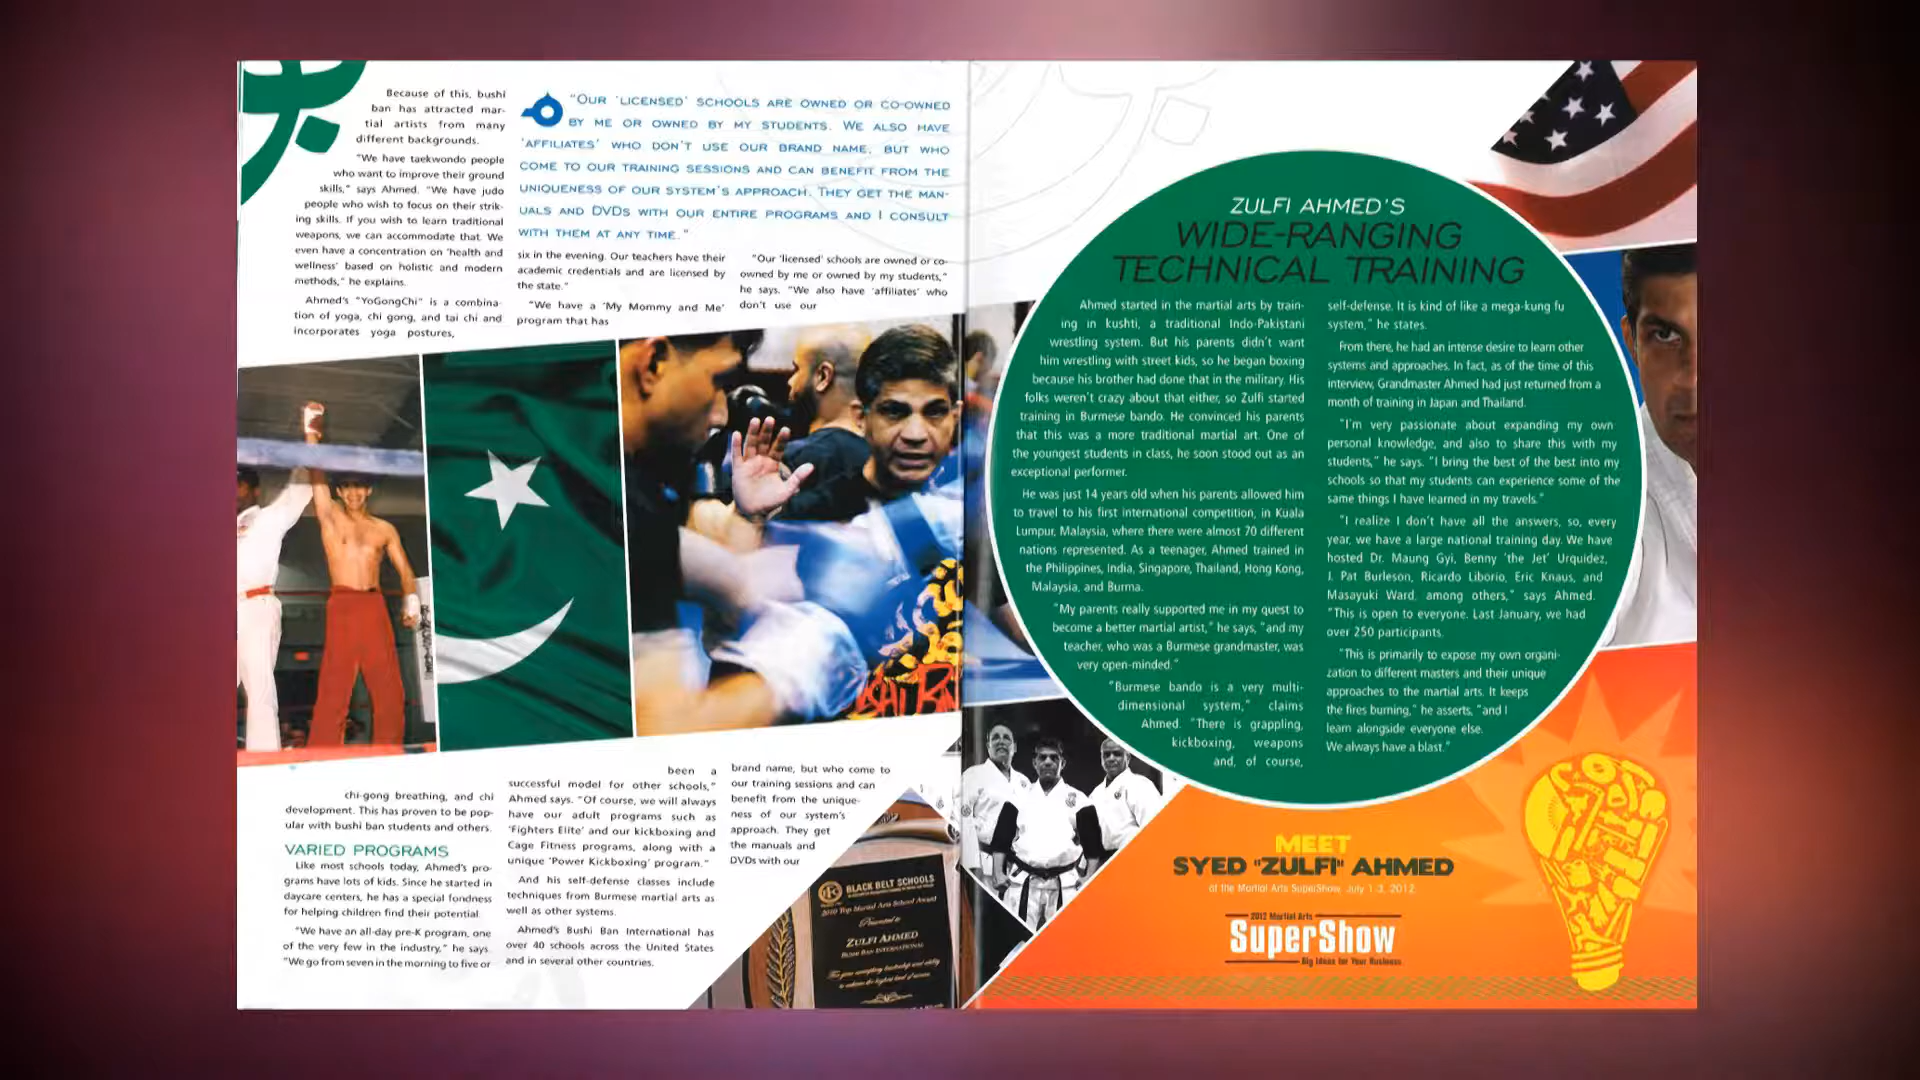 Because of this, bushi
ban has attracted mar-
tial artists from many
different backgrounds.
"We have taekwondo people
who want to improve their ground
skills," says Ahmed. "We have judo
people who wish to focus on their strik-
ing skills. If you wish to learn traditional
weapons, we can accommodate that. We
even have a concentration on 'health and
wellness' based on holistic and modern
methods," he explains.
Ahmed's "YoGongChi" is a combina-
tion of yoga, chi gong, and tai chi and
incorporates yoga postures,
chi-gong breathing, and chi
development. This has proven to be pop-
ular with bushi ban students and others.
VARIED PROGRAMS
Like most schools today, Ahmed's pro-
grams have lots of kids. Since he started in
daycare centers, he has a special fondness
for helping children find their potential.
"We have an all-day pre-K program, one
of the very few in the industry," he says.
"We go from seven in the morning to five or
"OUR 'LICENSED' SCHOOLS ARE OWNED OR CO-OWNED
BY ME OR OWNED BY MY STUDENTS. WE ALSO HAVE
'AFFILIATES' WHO DON'T USE OUR BRAND NAME, BUT WHO
COME TO OUR TRAINING SESSIONS AND CAN BENEFIT FROM THE
UNIQUENESS OF OUR SYSTEM'S APPROACH. THEY GET THE MAN-
UALS AND DVDS WITH OUR ENTIRE PROGRAMS AND I CONSULT
WITH THEM AT ANY TIME."
six in the evening. Our teachers have their
academic credentials and are licensed by
the state."
"We have a 'My Mommy and Me'
program that has
been a
successful model for other schools,"
Ahmed says. "Of course, we will always
have our adult programs such as
'Fighters Elite' and our kickboxing and
Cage Fitness programs, along with a
unique 'Power Kickboxing' program."
And his self-defense classes include
techniques from Burmese martial arts as
well as other systems.
Ahmed's Bushi Ban International has
over 40 schools across the United States
and in several other countries.
"Our 'licensed' schools are owned or co-
owned by me or owned by my students,"
he says. "We also have 'affiliates' who
don't use our
brand name, but who come to
our training sessions and can
benefit from the unique-
ness of our system's
approach. They get
the manuals and
DVDs with our
BLACK BELT SCHOOLS
2010 Top Martial Arts School Award
Presented to
ZULFI AHMED
BUSHI BAN INTERNATIONAL
ZULFI AHMED'S
WIDE-RANGING
TECHNICAL TRAINING
Ahmed started in the martial arts by train-
ing in kushti, a traditional Indo-Pakistani
wrestling system. But his parents didn't want
him wrestling with street kids, so he began boxing
because his brother had done that in the military. His
folks weren't crazy about that either, so Zulfi started
training in Burmese bando. He convinced his parents
that this was a more traditional martial art. One of
the youngest students in class, he soon stood out as an
exceptional performer.
He was just 14 years old when his parents allowed him
to travel to his first international competition, in Kuala
Lumpur, Malaysia, where there were almost 70 different
nations represented. As a teenager, Ahmed trained in
the Philippines, India, Singapore, Thailand, Hong Kong,
Malaysia, and Burma.
"My parents really supported me in my quest to
become a better martial artist," he says, "and my
teacher, who was a Burmese grandmaster, was
very open-minded."
"Burmese bando is a very multi-
dimensional system," claims
Ahmed. "There is grappling,
kickboxing, weapons
and, of course,
self-defense. It is kind of like a mega-kung fu
system," he states.
From there, he had an intense desire to learn other
systems and approaches. In fact, as of the time of this
interview, Grandmaster Ahmed had just returned from a
month of training in Japan and Thailand.
"I'm very passionate about expanding my own
personal knowledge, and also to share this with my
students," he says. "I bring the best of the best into my
schools so that my students can experience some of the
same things I have learned in my travels."
"I realize I don't have all the answers, so, every
year, we have a large national training day. We have
hosted Dr. Maung Gyi, Benny 'the Jet' Urquidez,
J. Pat Burleson, Ricardo Liborio, Eric Knaus, and
Masayuki Ward, among others," says Ahmed.
"This is open to everyone. Last January, we had
over 250 participants.
"This is primarily to expose my own organi-
zation to different masters and their unique
approaches to the martial arts. It keeps
the fires burning," he asserts, "and I
learn alongside everyone else.
We always have a blast."
MEET
SYED "ZULFI" AHMED
at the Martial Arts SuperShow, July 1-3, 2012.
2012 Martial Arts
SuperShow
Big Ideas for Your Business